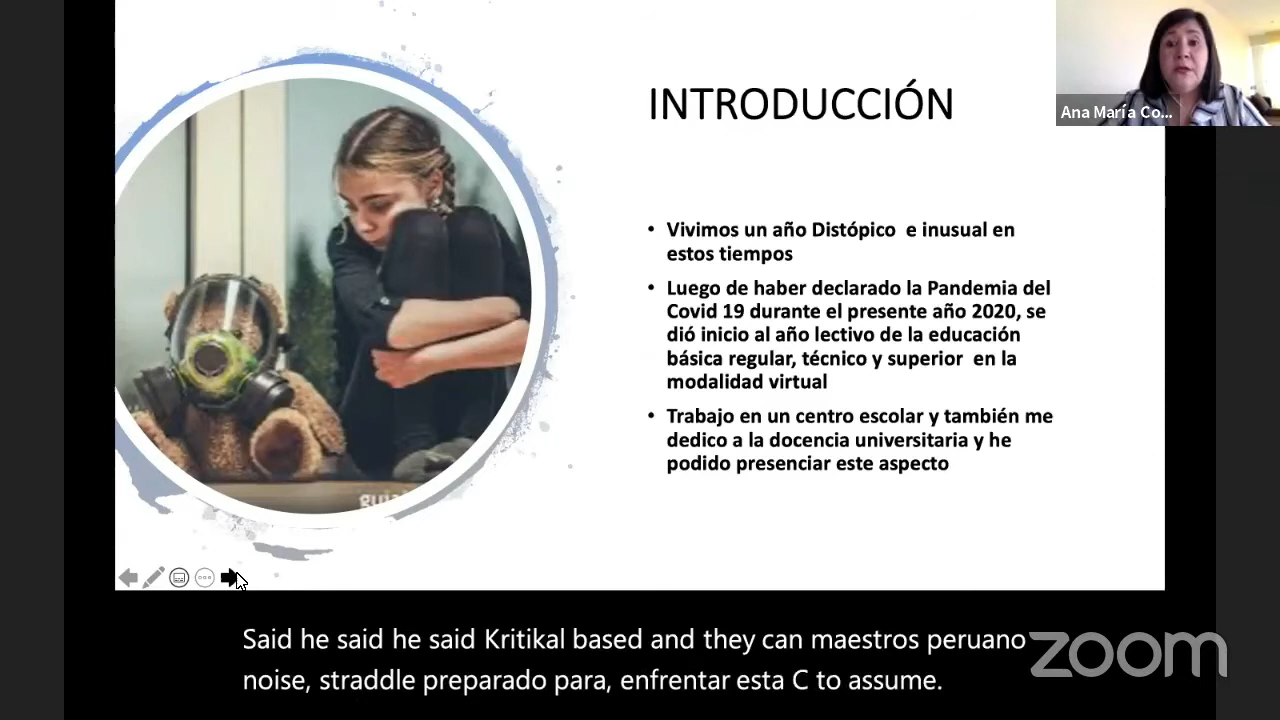 INTRODUCCIÓN
Ana María Co...
• Vivimos un año Distópico e inusual en
estos tiempos
• Luego de haber declarado la Pandemia del
Covid 19 durante el presente año 2020, se
dió inicio al año lectivo de la educación
básica regular, técnico y superior en la
modalidad virtual
• Trabajo en un centro escolar y también me
dedico a la docencia universitaria y he
podido presenciar este aspecto
Said he said he said Kritikal based and they can maestros peruano
noise, straddle preparado para, enfrentar esta C to assume.
zoom